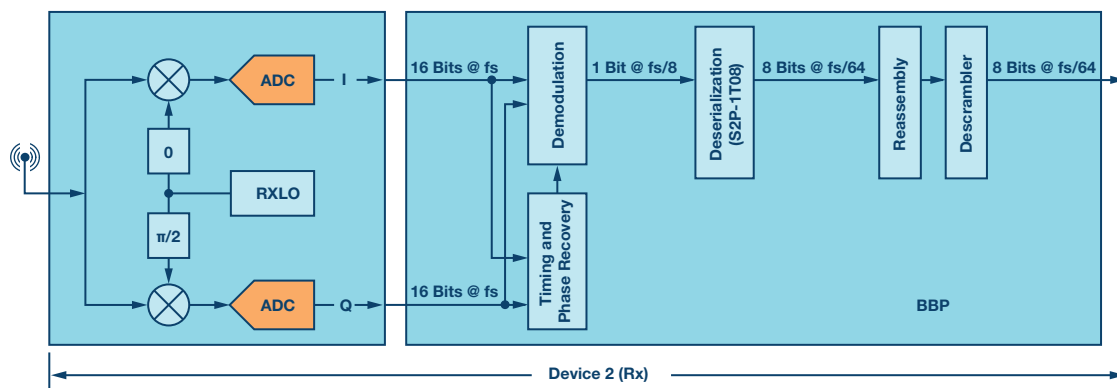 ADC
I
0
RXLO
π/2
ADC
Q
16 Bits @ fs
16 Bits @ fs
Demodulation
Timing and
Phase Recovery
1 Bit @ fs/8
Deserialization
(S2P-1T08)
8 Bits @ fs/64
Reassembly
Descrambler
8 Bits @ fs/64
BBP
Device 2 (Rx)